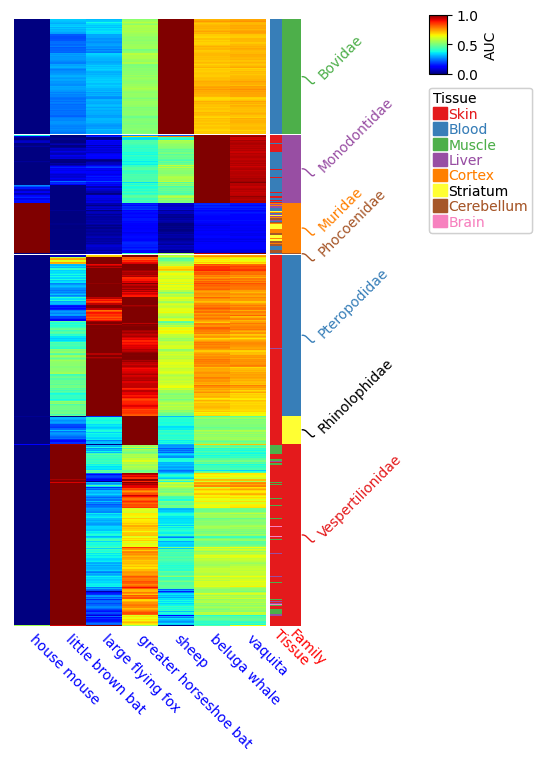 1.0
0.5
0.0
AUC
Tissue
Skin
Blood
Muscle
Liver
Cortex
Striatum
Cerebellum
Brain
Bovidae
Monodontidae
Muridae
Phocoenidae
Pteropodidae
Rhinolophidae
Vespertilionidae
house mouse
little brown bat
large flying fox
greater horseshoe bat
sheep
beluga whale
vaquita
Tissue
Family